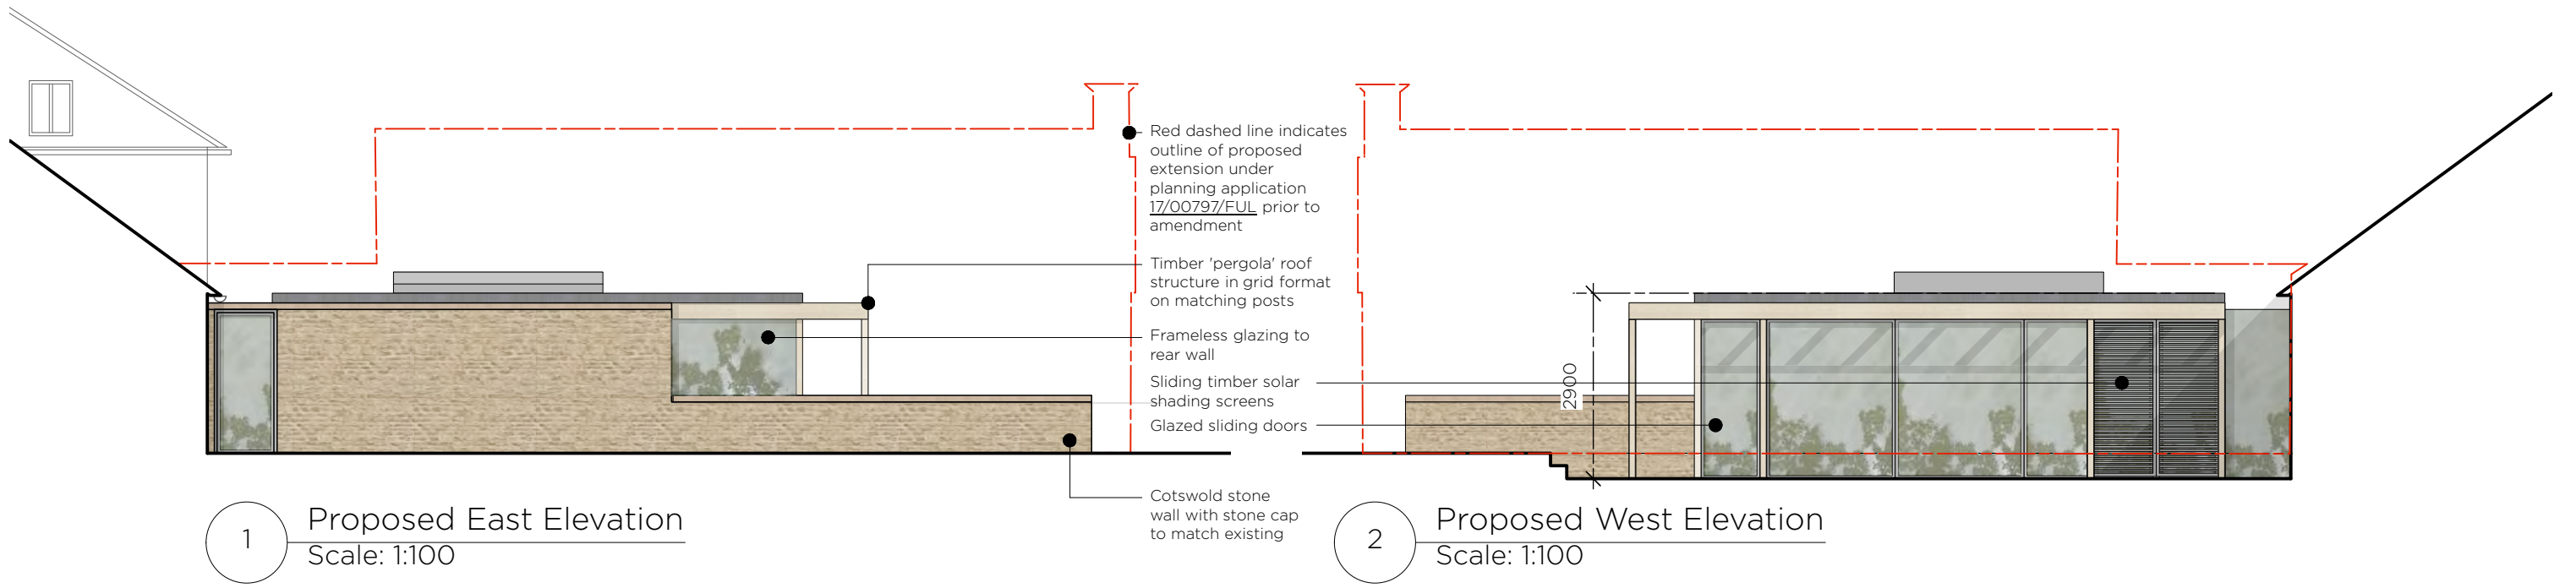 Red dashed line indicates
outline of proposed
extension under
planning application
17/00797/FUL prior to
amendment
Timber 'pergola' roof
structure in grid format
on matching posts
Frameless glazing to
rear wall
Sliding timber solar
shading screens
Glazed sliding doors
Cotswold stone
wall with stone cap
to match existing
2900
1
Proposed East Elevation
Scale: 1:100
2
Proposed West Elevation
Scale: 1:100